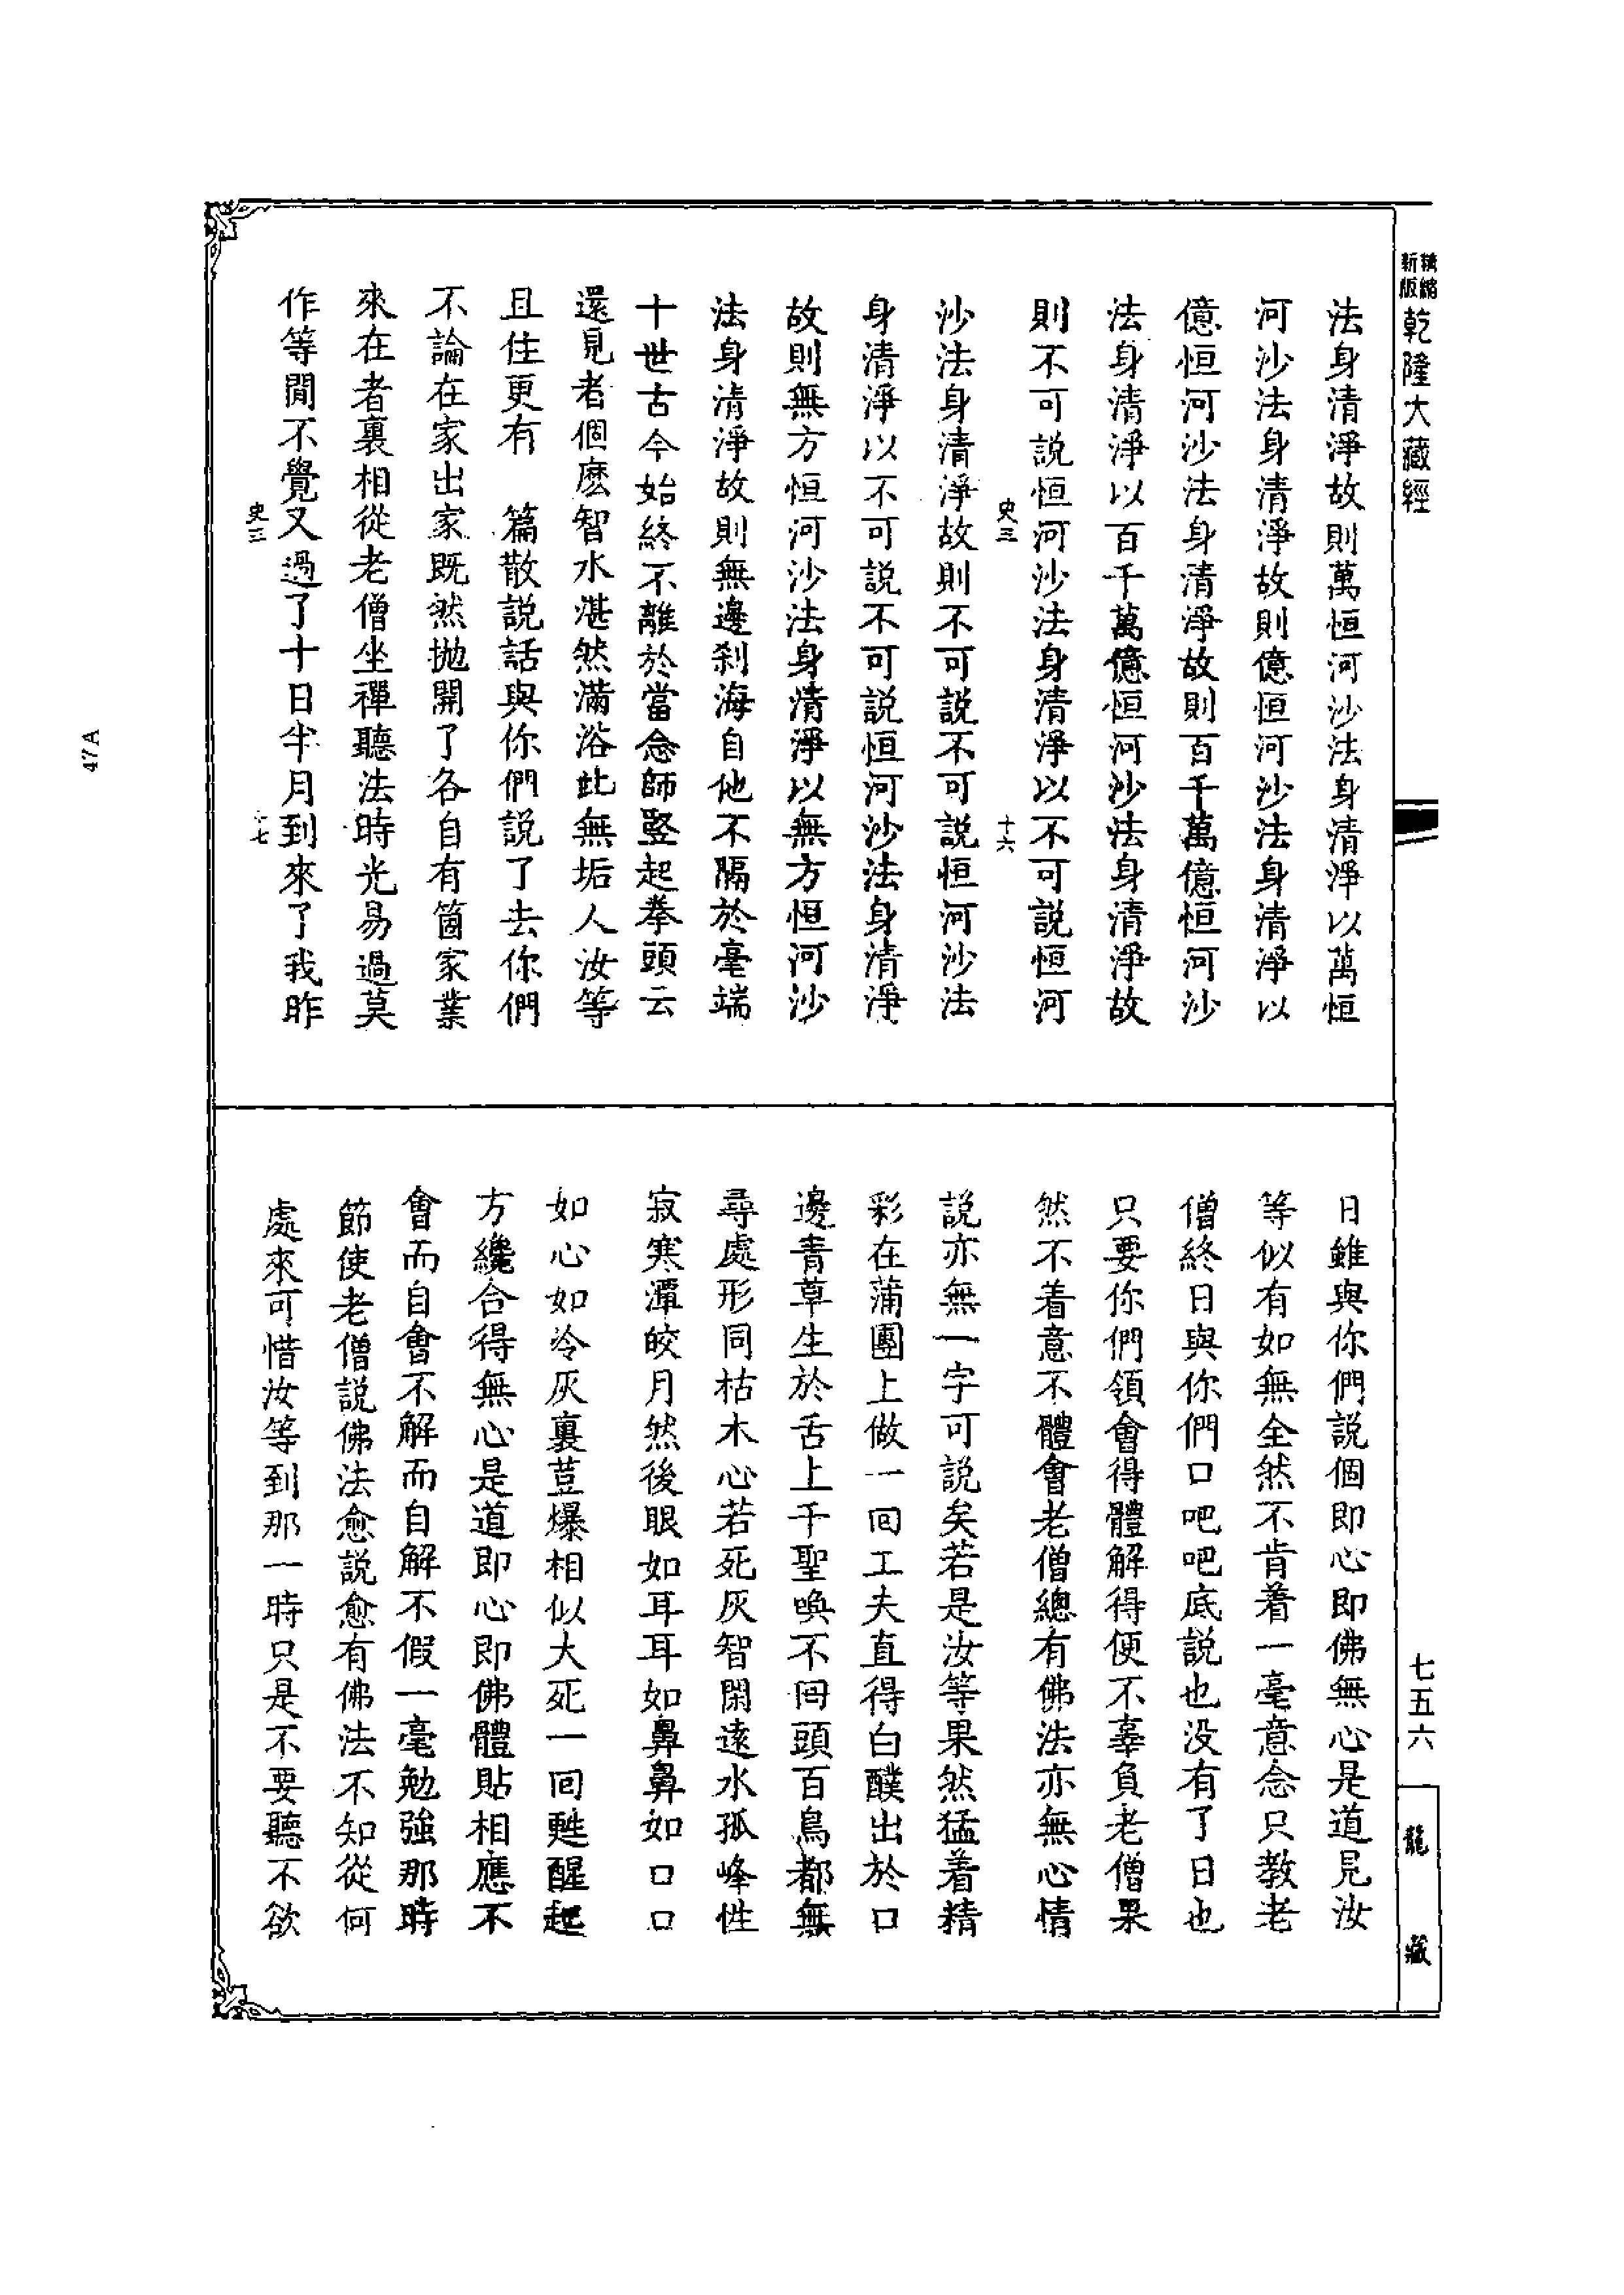 精縮新版乾隆大藏經
法身清淨故則萬恒河沙法身清淨以萬恒
河沙法身清淨故則億恒河沙法身清淨以
億恒河沙法身清淨故則百千萬億恒河沙
法身清淨以百千萬億恒河沙法身清淨故
則不可説恒河沙法身清淨以不可説恒河
史三 十六
沙法身清淨故則不可説不可説恒河沙法
身清淨以不可説不可説恒河沙法身清淨
故則無方恒河沙法身清淨以無方恒河沙
法身清淨故則無邊刹海自他不隔於毫端
十世古今始終不離於當念師竪起拳頭云
還見者個麽智水湛然滿浴此無垢人汝等
且住更有 篇散説話與你們説了去你們
不論在家出家既然抛開了各自有箇家業
來在者裏相從老僧坐禪聽法時光易過莫
作等閒不覺又過了十日半月到來了我昨
史三 七
日雖與你們説個即心即佛無心是道見汝
等似有如無全然不肯着一毫意念只教老
僧終日與你們口吧吧底説也没有了日也
只要你們領會得體解得便不辜負老僧果
然不着意不體會老僧總有佛法亦無心情
説亦無一字可説矣若是汝等果然猛着精
彩在蒲團上做一回工夫直得白醭出於口
邊青草生於舌上千聖喚不回頭百鳥都無
尋處形同枯木心若死灰智閑遠水孤峰性
寂寒潭皎月然後眼如耳耳如鼻鼻如口口
如心如冷灰裏荳爆相似大死一回甦醒起
方纔合得無心是道即心即佛體貼相應不
會而自會不解而自解不假一毫勉強那時
節使老僧説佛法愈説愈有佛法不知從何
處來可惜汝等到那一時只是不要聽不欲
七五六
龍藏
47A